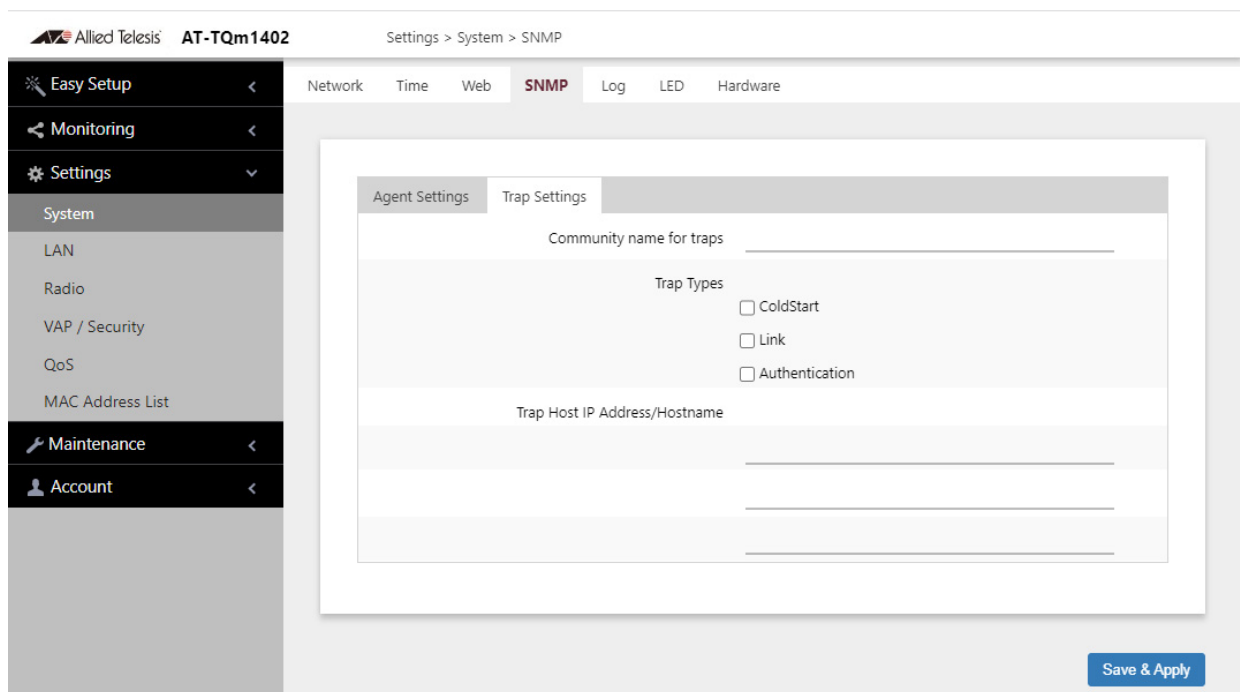 Allied Telesis AT-TQm1402 Settings > System > SNMP
Easy Setup
Monitoring
Settings
System
LAN
Radio
VAP / Security
QoS
MAC Address List
Maintenance
Account
Network Time Web SNMP Log LED Hardware
Agent Settings Trap Settings
Community name for traps
Trap Types
ColdStart
Link
Authentication
Trap Host IP Address/Hostname
Save & Apply